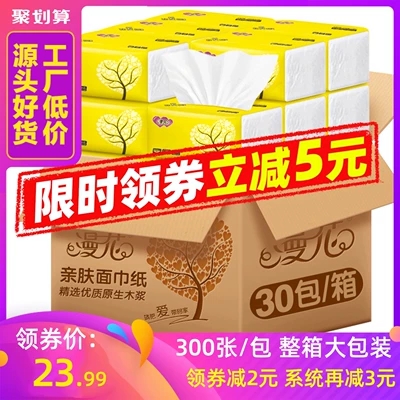 聚划算
源头好货
工厂低价
限时领券立减5元
漫花
漫花
亲肤面巾纸
精选优质原生木浆
30包/箱
领券价:
23.99
300张/包 整箱大包装
领券减2元 系统再减3元